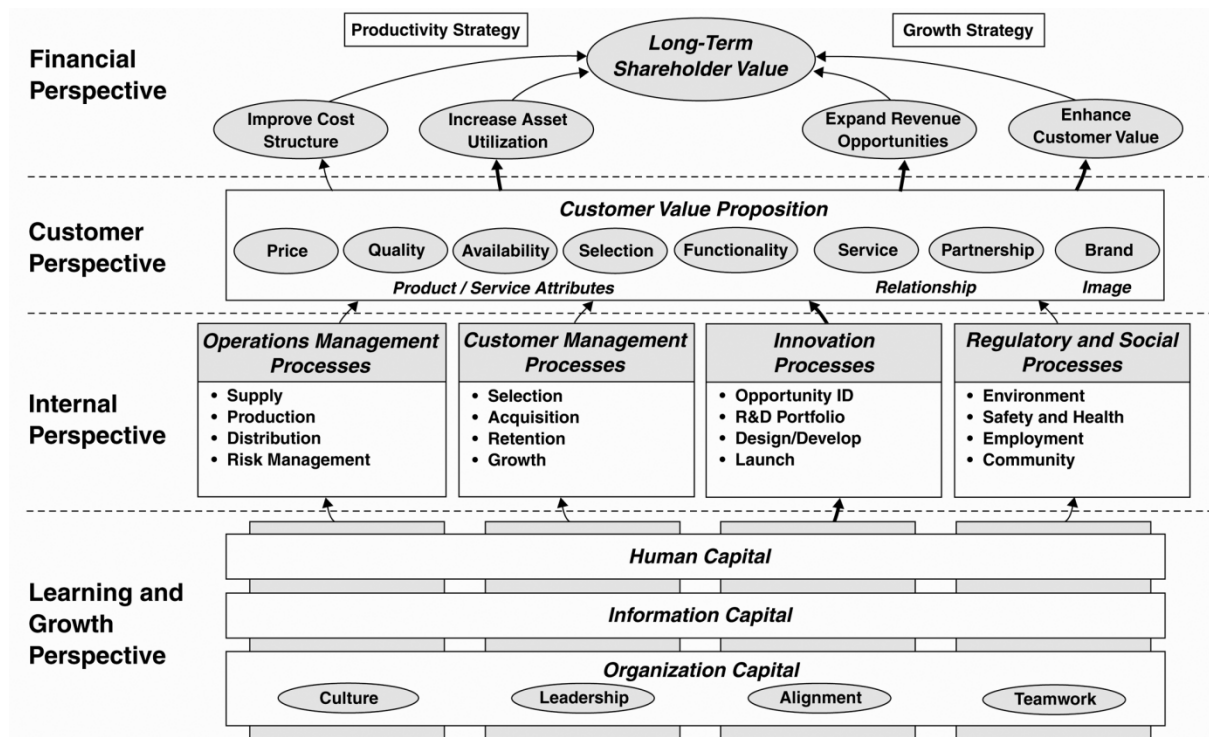 Financial
Perspective
Productivity Strategy
Long-Term
Shareholder Value
Growth Strategy
Improve Cost
Structure
Increase Asset
Utilization
Expand Revenue
Opportunities
Enhance
Customer Value
Customer
Perspective
Customer Value Proposition
Price
Quality
Availability
Selection
Functionality
Service
Partnership
Brand
Product / Service Attributes
Relationship
Image
Internal
Perspective
Operations Management
Processes
• Supply
• Production
• Distribution
• Risk Management
Customer Management
Processes
• Selection
• Acquisition
• Retention
• Growth
Innovation
Processes
• Opportunity ID
• R&D Portfolio
• Design/Develop
• Launch
Regulatory and Social
Processes
• Environment
• Safety and Health
• Employment
• Community
Learning and
Growth
Perspective
Human Capital
Information Capital
Organization Capital
Culture
Leadership
Alignment
Teamwork